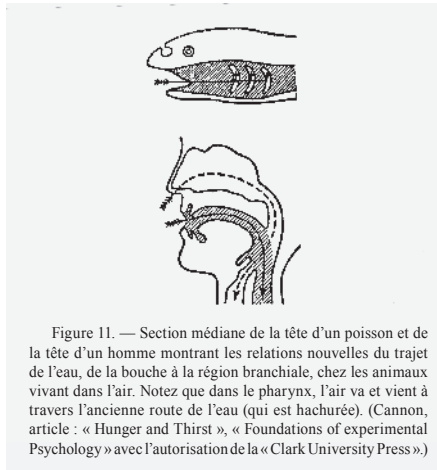 Figure 11. — Section médiane de la tête d’un poisson et de
la tête d’un homme montrant les relations nouvelles du trajet
de l’eau, de la bouche à la région branchiale, chez les animaux
vivant dans l’air. Notez que dans le pharynx, l’air va et vient à
travers l’ancienne route de l’eau (qui est hachurée). (Cannon,
article : « Hunger and Thirst », « Foundations of experimental
Psychology » avec l’autorisation de la « Clark University Press ».)